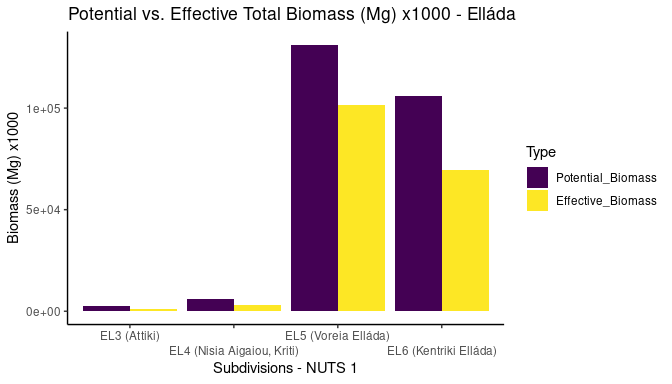 Potential vs. Effective Total Biomass (Mg) x1000 - Elláda
Biomass (Mg) x1000
1e+05
5e+04
0e+00
EL3 (Attiki)
EL4 (Nisia Aigaiou, Kriti)
EL5 (Voreia Elláda)
EL6 (Kentriki Elláda)
Subdivisions - NUTS 1
Type
Potential_Biomass
Effective_Biomass